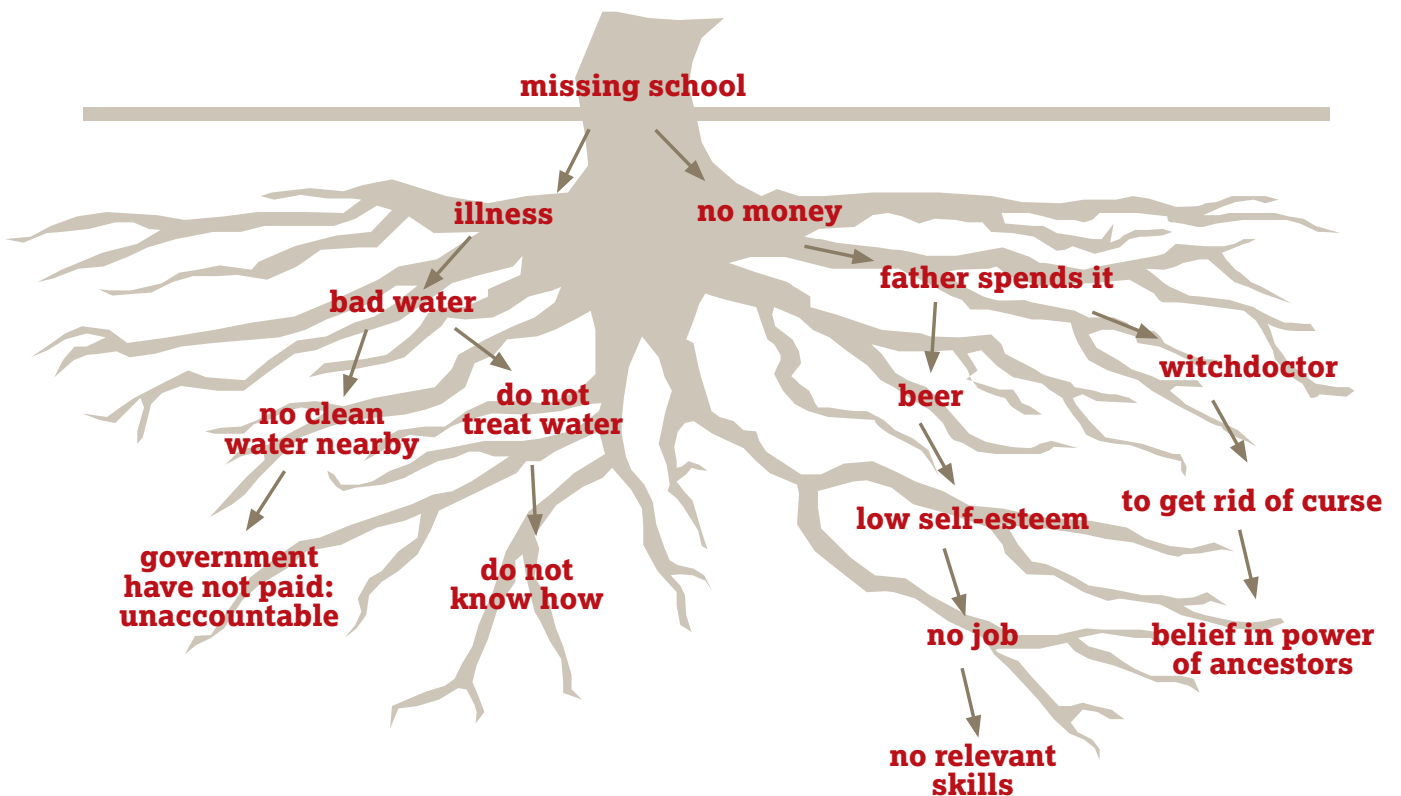 missing school
illness
no money
bad water
father spends it
no clean
water nearby
do not
treat water
beer
witchdoctor
government
have not paid:
unaccountable
do not
know how
low self-esteem
to get rid of curse
no job
belief in power
of ancestors
no relevant
skills